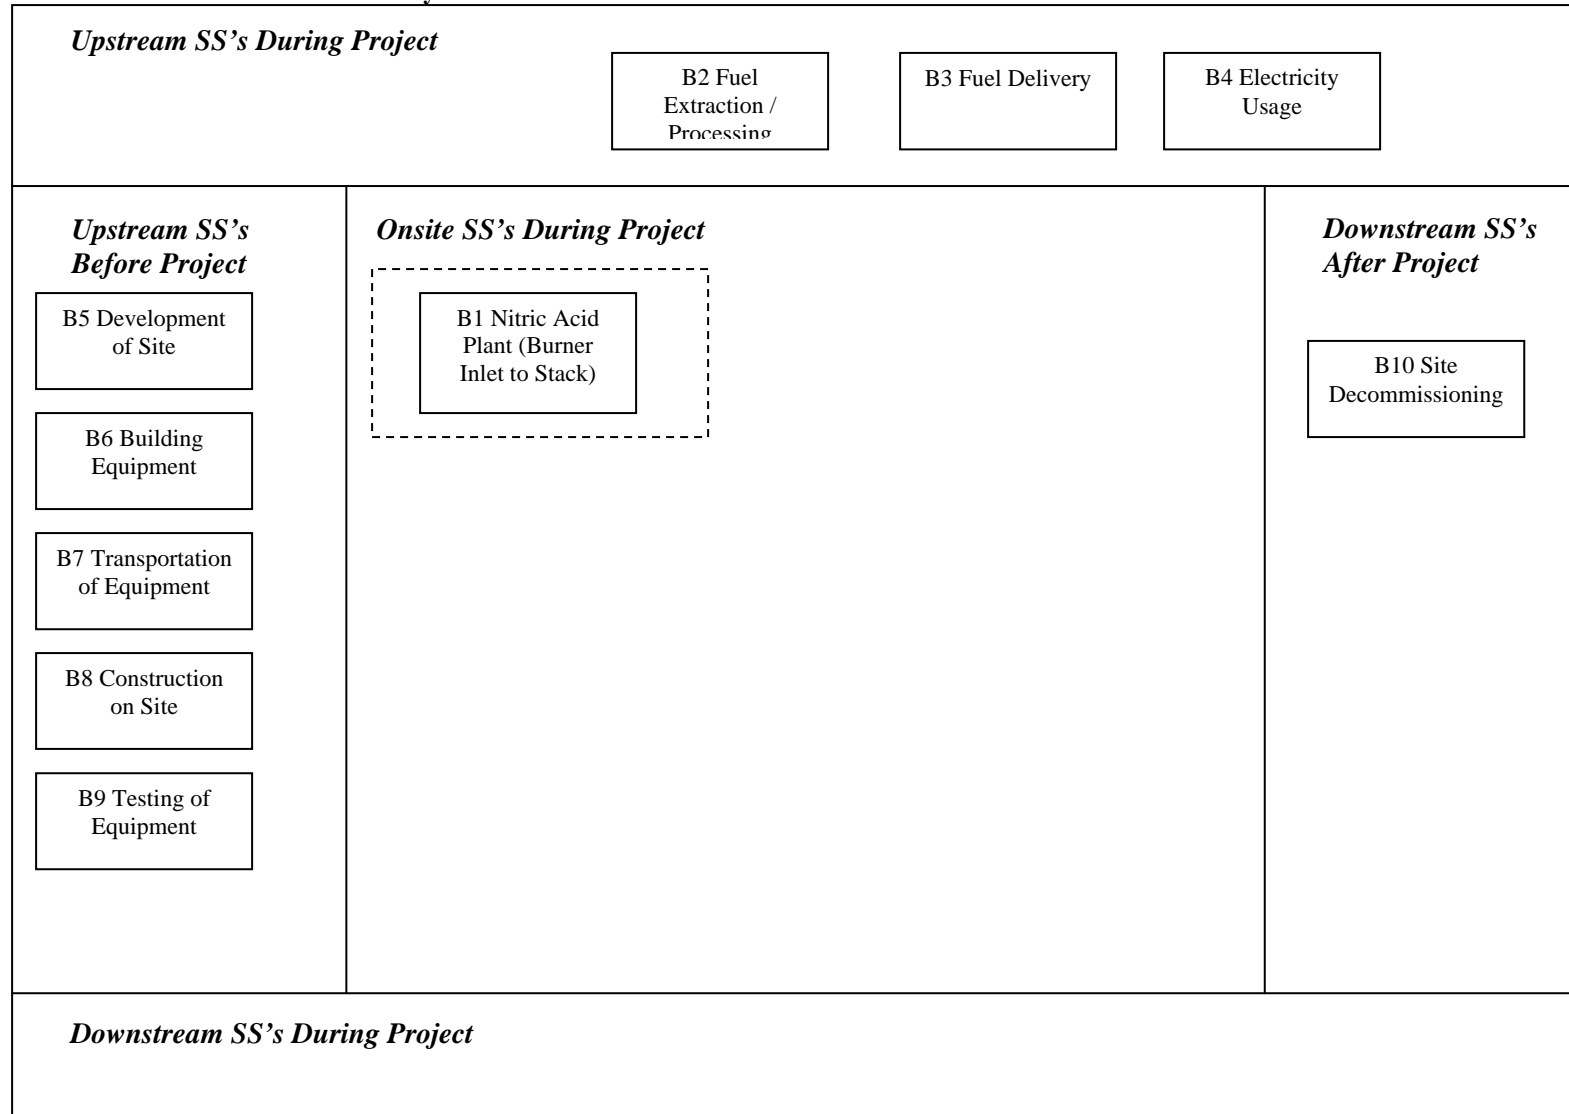 Upstream SS’s During Project
B2 Fuel
Extraction /
Processing
B3 Fuel Delivery
B4 Electricity
Usage
Upstream SS’s
Before Project
B5 Development
of Site
B6 Building
Equipment
B7 Transportation
of Equipment
B8 Construction
on Site
B9 Testing of
Equipment
Onsite SS’s During Project
B1 Nitric Acid
Plant (Burner
Inlet to Stack)
Downstream SS’s
After Project
B10 Site
Decommissioning
Downstream SS’s During Project